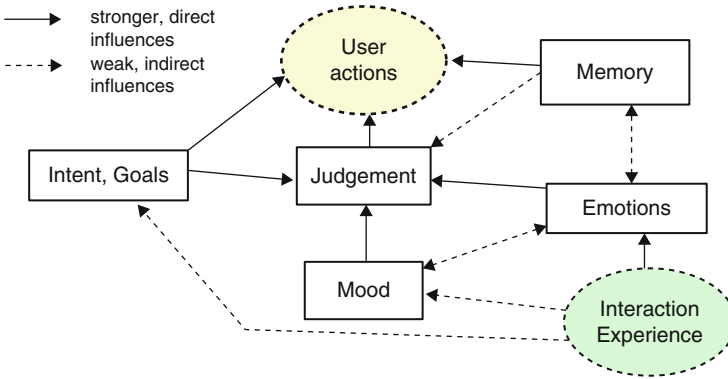 stronger, direct
influences
weak, indirect
influences
User
actions
Memory
Intent, Goals
Judgement
Emotions
Mood
Interaction
Experience